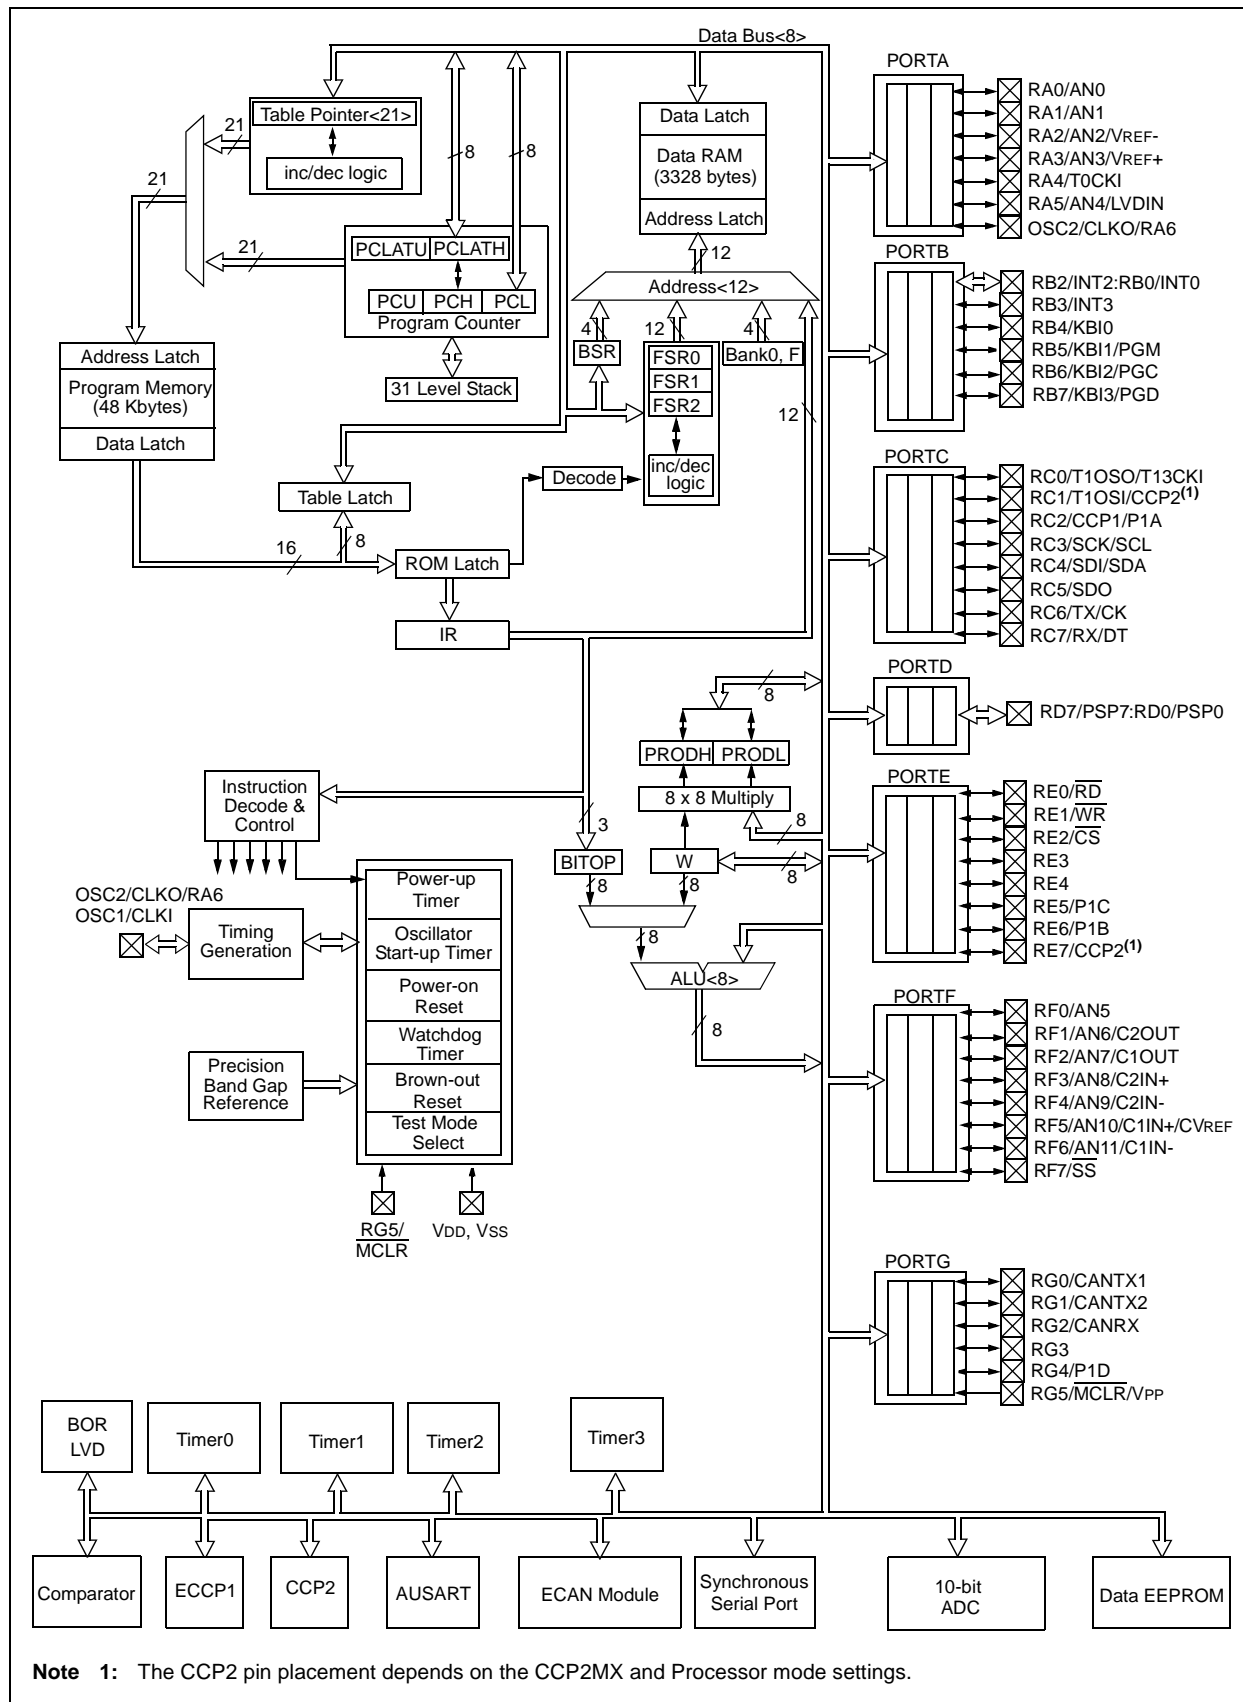 Data Bus<8>
Table Pointer<21>
inc/dec logic
21
21
21
8
8
PCLATU
PCLATH
PCU
PCH
PCL
Program Counter
31 Level Stack
Address Latch
Program Memory
(48 Kbytes)
Data Latch
Data Latch
Data RAM
(3328 bytes)
Address Latch
12
Address<12>
4
12
4
BSR
FSR0
FSR1
FSR2
Bank0, F
inc/dec
logic
12
Decode
Table Latch
8
16
ROM Latch
IR
8
PRODH
PRODL
8 x 8 Multiply
8
3
BITOP
W
8
8
8
8
ALU<8>
8
Instruction
Decode &
Control
OSC2/CLKO/RA6
OSC1/CLKI
Timing
Generation
Power-up
Timer
Oscillator
Start-up Timer
Power-on
Reset
Watchdog
Timer
Brown-out
Reset
Test Mode
Select
Precision
Band Gap
Reference
RG5/
MCLR
VDD, VSS
PORTA
RA0/AN0
RA1/AN1
RA2/AN2/VREF-
RA3/AN3/VREF+
RA4/T0CKI
RA5/AN4/LVDIN
OSC2/CLKO/RA6
PORTB
RB2/INT2:RB0/INT0
RB3/INT3
RB4/KBI0
RB5/KBI1/PGM
RB6/KBI2/PGC
RB7/KBI3/PGD
PORTC
RC0/T1OSO/T13CKI
RC1/T1OSI/CCP2(1)
RC2/CCP1/P1A
RC3/SCK/SCL
RC4/SDI/SDA
RC5/SDO
RC6/TX/CK
RC7/RX/DT
PORTD
RD7/PSP7:RD0/PSP0
PORTE
RE0/RD
RE1/WR
RE2/CS
RE3
RE4
RE5/P1C
RE6/P1B
RE7/CCP2(1)
PORTF
RF0/AN5
RF1/AN6/C2OUT
RF2/AN7/C1OUT
RF3/AN8/C2IN+
RF4/AN9/C2IN-
RF5/AN10/C1IN+/CVREF
RF6/AN11/C1IN-
RF7/SS
PORTG
RG0/CANTX1
RG1/CANTX2
RG2/CANRX
RG3
RG4/P1D
RG5/MCLR/VPP
BOR
LVD
Timer0
Timer1
Timer2
Timer3
Comparator
ECCP1
CCP2
AUSART
ECAN Module
Synchronous
Serial Port
10-bit
ADC
Data EEPROM
Note 1: The CCP2 pin placement depends on the CCP2MX and Processor mode settings.